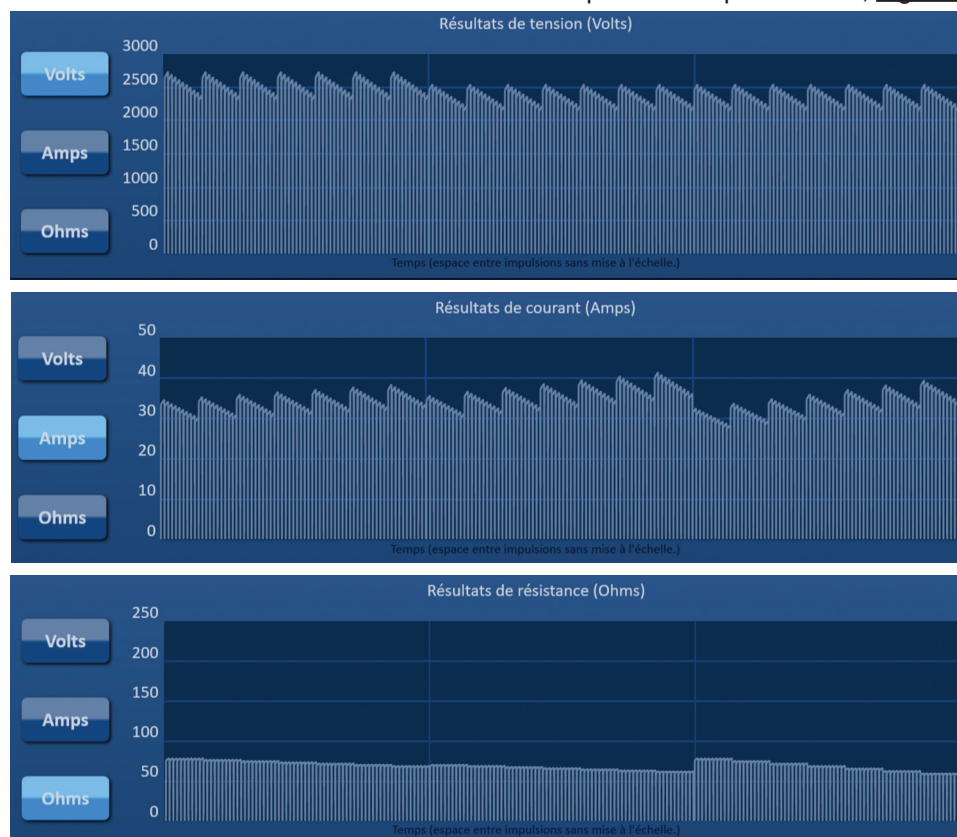 Résultats de tension (Volts)
3000
Volts
2500
2000
Amps
1500
1000
500
Ohms
0
Temps (espace entre impulsions sans mise à l'échelle.)
Résultats de courant (Amps)
50
Volts
40
30
Amps
20
10
Ohms
0
Temps (espace entre impulsions sans mise à l'échelle.)
Résultats de résistance (Ohms)
250
Volts
200
150
Amps
100
50
Ohms
0
Temps (espace entre impulsions sans mise à l'échelle.)